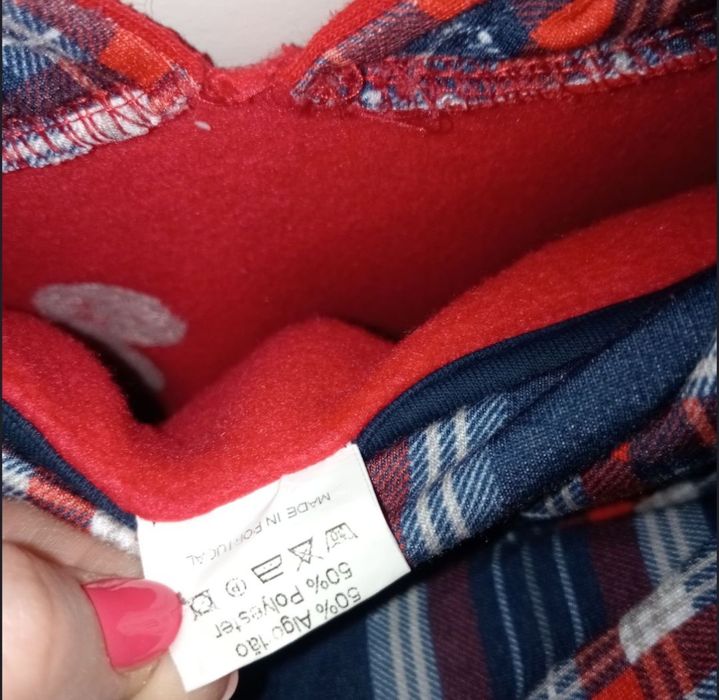 50% Algodão
50% Polyester
MADE IN PORTUGAL